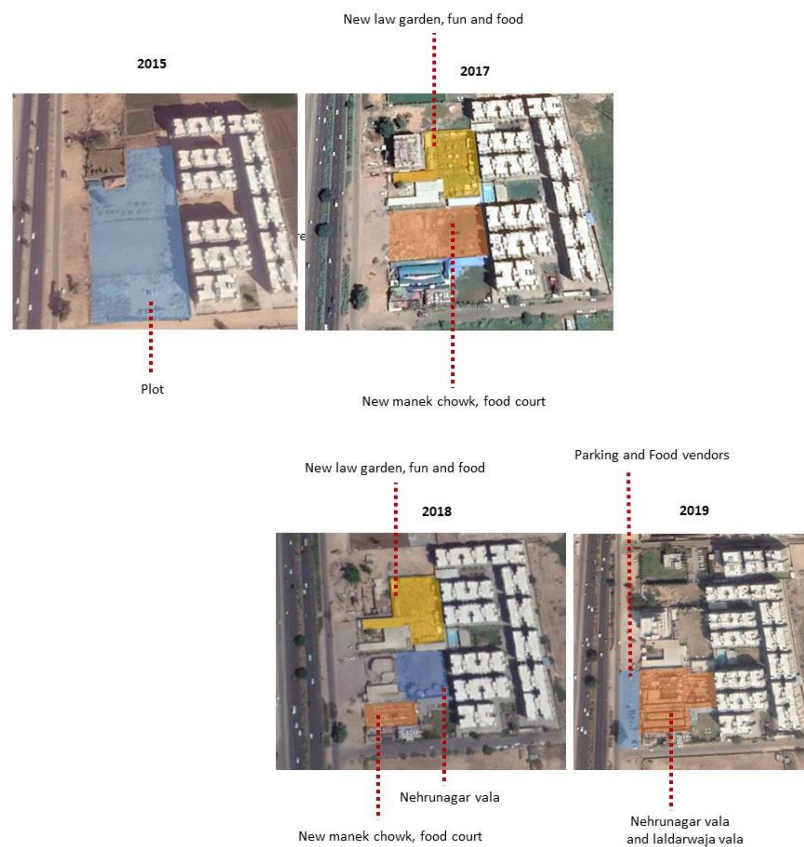 New law garden, fun and food
2015
2017
re
Plot
New manek chowk, food court
New law garden, fun and food
Parking and Food vendors
2018
2019
Nehrunagar vala
New manek chowk, food court
Nehrunagar vala
and laldarwaja vala